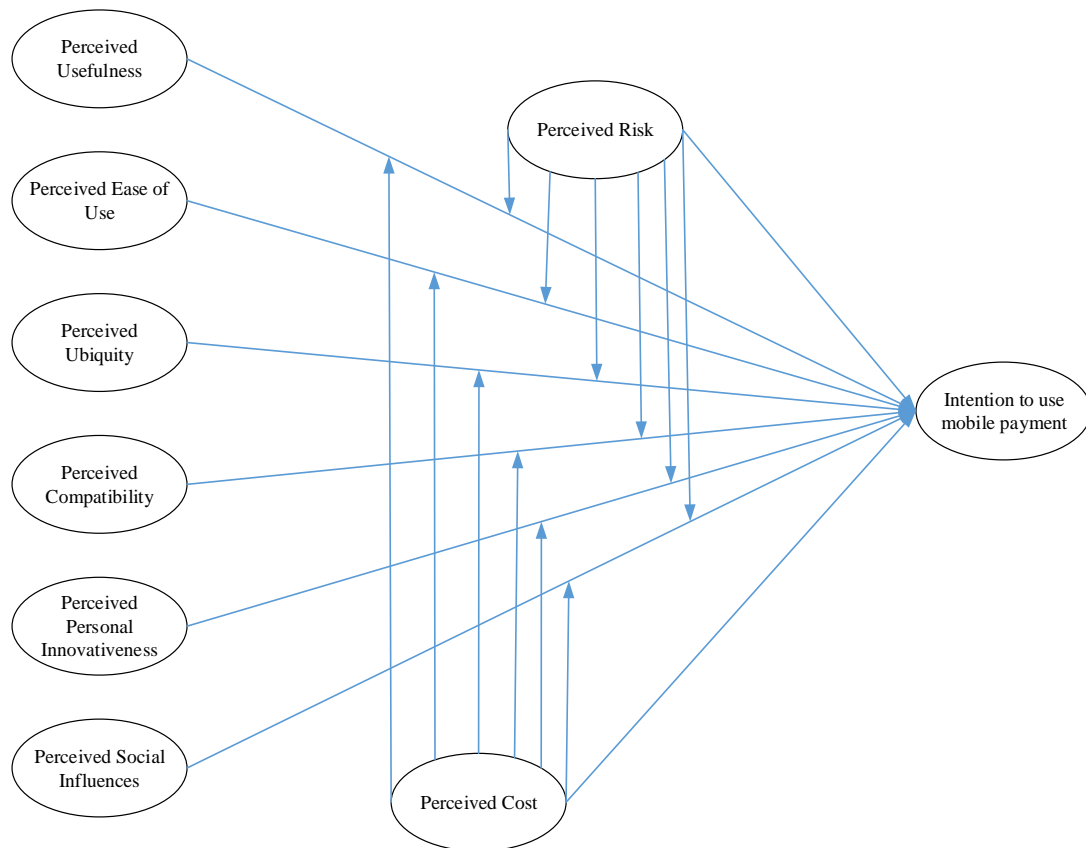 Perceived
Usefulness
Perceived Risk
Perceived Ease of
Use
Perceived
Ubiquity
Intention to use
mobile payment
Perceived
Compatibility
Perceived
Personal
Innovativeness
Perceived Social
Influences
Perceived Cost